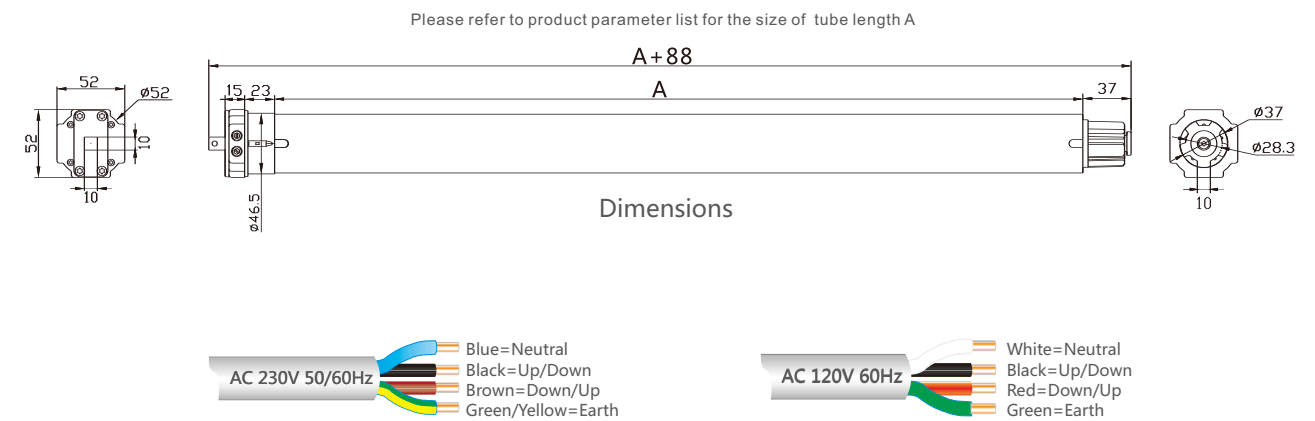 Please refer to product parameter list for the size of tube length A
A+88
15 23 A 37
52
ø52
52
10
10
ø46.5
ø37
ø28.3
10
Dimensions
AC 230V 50/60Hz
Blue=Neutral
Black=Up/Down
Brown=Down/Up
Green/Yellow=Earth
AC 120V 60Hz
White=Neutral
Black=Up/Down
Red=Down/Up
Green=Earth